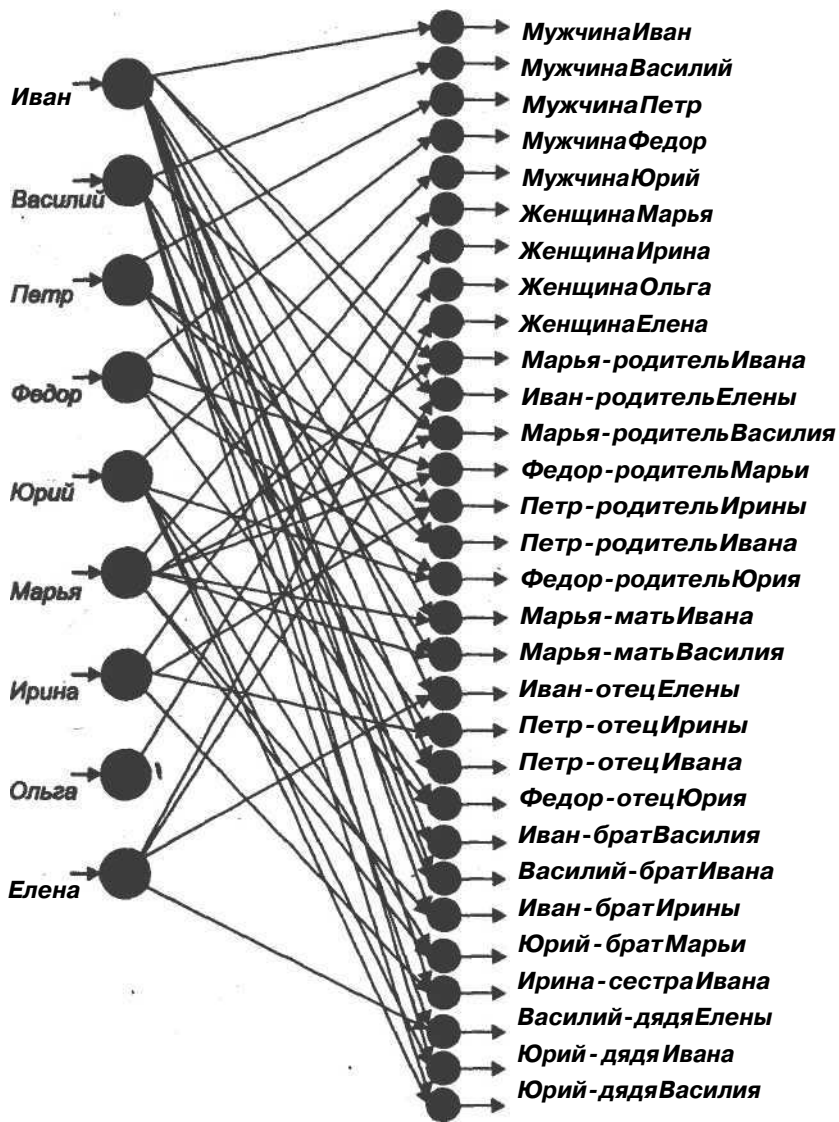 Иван
Василий
Петр
Федор
Юрий
Марья
Ирина
Ольга
Елена
МужчинаИван
МужчинаВасилий
МужчинаПетр
МужчинаФедор
МужчинаЮрий
ЖенщинаМарья
ЖенщинаИрина
ЖенщинаОльга
ЖенщинаЕлена
Марья-родительИвана
Иван-родительЕлены
Марья-родительВасилия
Федор-родительМарьи
Петр-родительИрины
Петр-родительИвана
Федор-родительЮрия
Марья-матьИвана
Марья-матьВасилия
Иван-отецЕлены
Петр-отецИрины
Петр-отецИвана
Федор-отецЮрия
Иван-братВасилия
Василий-братИвана
Иван-братИрины
Юрий-братМарьи
Ирина-сестраИвана
Василий-дядяЕлены
Юрий-дядяИвана
Юрий-дядяВасилия